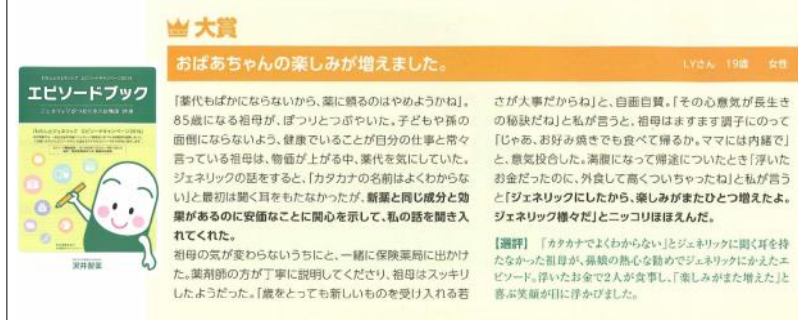 大賞
おばあちゃんの楽しみが増えました。
LYさん 19歳 女性
エピソードブック
沢井製薬
「薬代もばかにならないから、薬に頼るのはやめようかね」。
85歳になる祖母が、ぽつりとつぶやいた。子どもや孫の
面倒にならないよう、健康でいることが自分の仕事と常々
言っている祖母は、物価が上がる中、薬代を気にしていた。
ジェネリックの話をすると、「カタカナの名前はよくわからな
い」と最初は聞く耳をもたなかったが、新薬と同じ成分と効
果があるのに安価なことに関心を示して、私の話を聞き入
れてくれた。
祖母の気が変わらないうちにと、一緒に保険薬局に出かけ
た。薬剤師の方が丁寧に説明してくださり、祖母はスッキリ
したようだった。「歳をとっても新しいものを受け入れる若
さが大事だからね」と、自画自賛。「その心意気が長生き
の秘訣だね」と私が言うと、祖母はますます調子にのって
「じゃあ、お好み焼きでも食べて帰るか。ママには内緒で」
と、意気投合した。満腹になって帰途についたとき「浮いた
お金だったのに、外食して高くついちゃったね」と私が言う
と「ジェネリックにしたから、楽しみがまたひとつ増えたよ。
ジェネリック様々だ」とニッコリほほえんだ。
【選評】 「カタカナでよくわからない」とジェネリックに聞く耳を持
たなかった祖母が、孫娘の熱心な勧めでジェネリックにかえたエ
ピソード。浮いたお金で2人が食事し、「楽しみがまた増えた」と
喜ぶ笑顔が目に浮かびました。